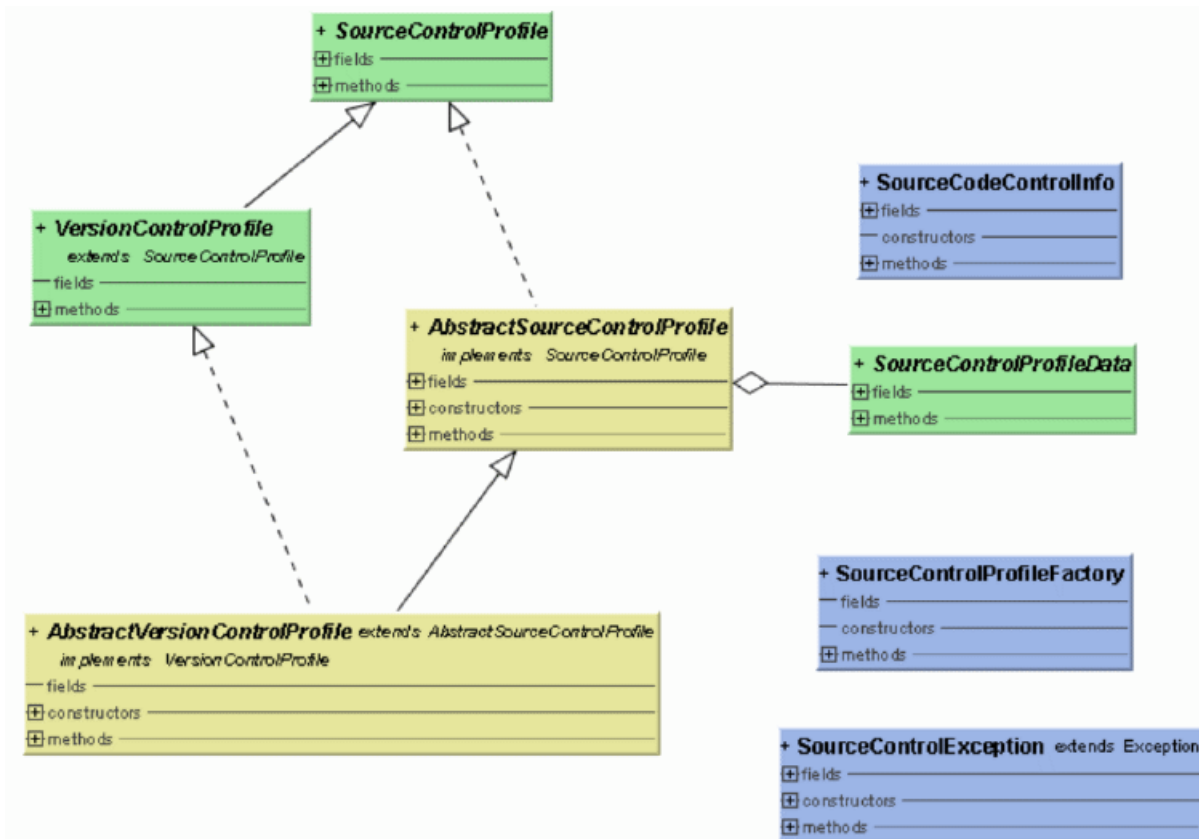 + SourceControlProfile
+ fields
+ methods
+ VersionControlProfile
extends SourceControlProfile
fields
+ methods
+ SourceCodeControlInfo
+ fields
constructors
+ methods
+ AbstractSourceControlProfile
implements SourceControlProfile
+ fields
+ constructors
+ methods
+ SourceControlProfileData
+ fields
+ methods
+ SourceControlProfileFactory
fields
constructors
+ methods
+ AbstractVersionControlProfile extends AbstractSourceControlProfile
implements VersionControlProfile
fields
+ constructors
+ methods
+ SourceControlException extends Exception
+ fields
+ constructors
+ methods